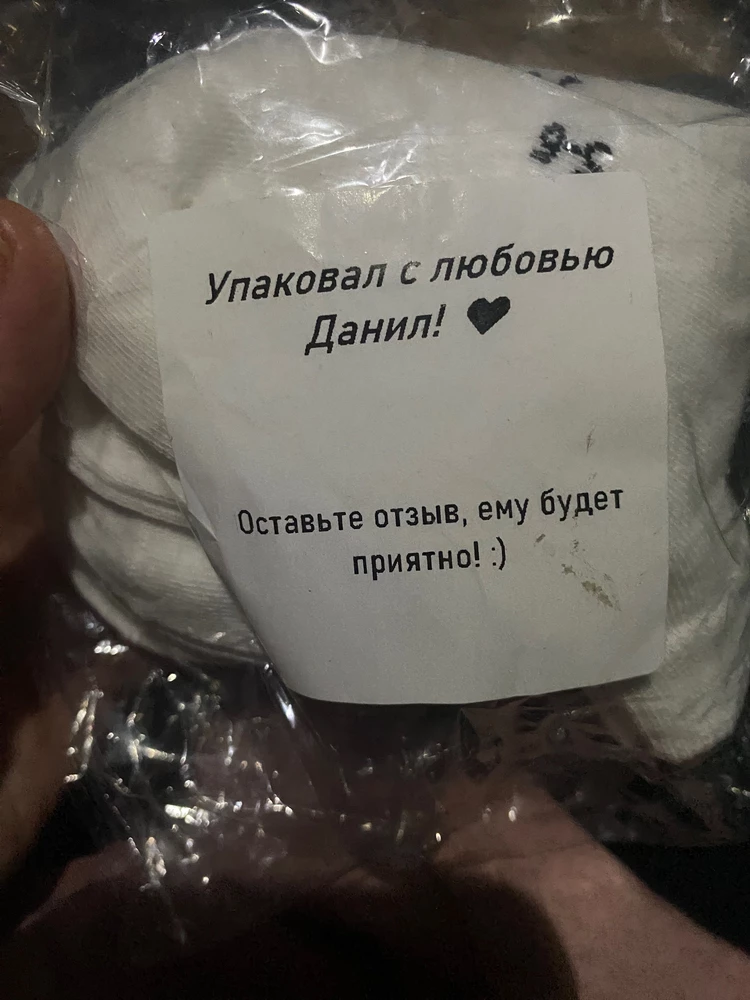 Упаковал с любовью
Данил! ♥
Оставьте отзыв, ему будет
приятно! :)